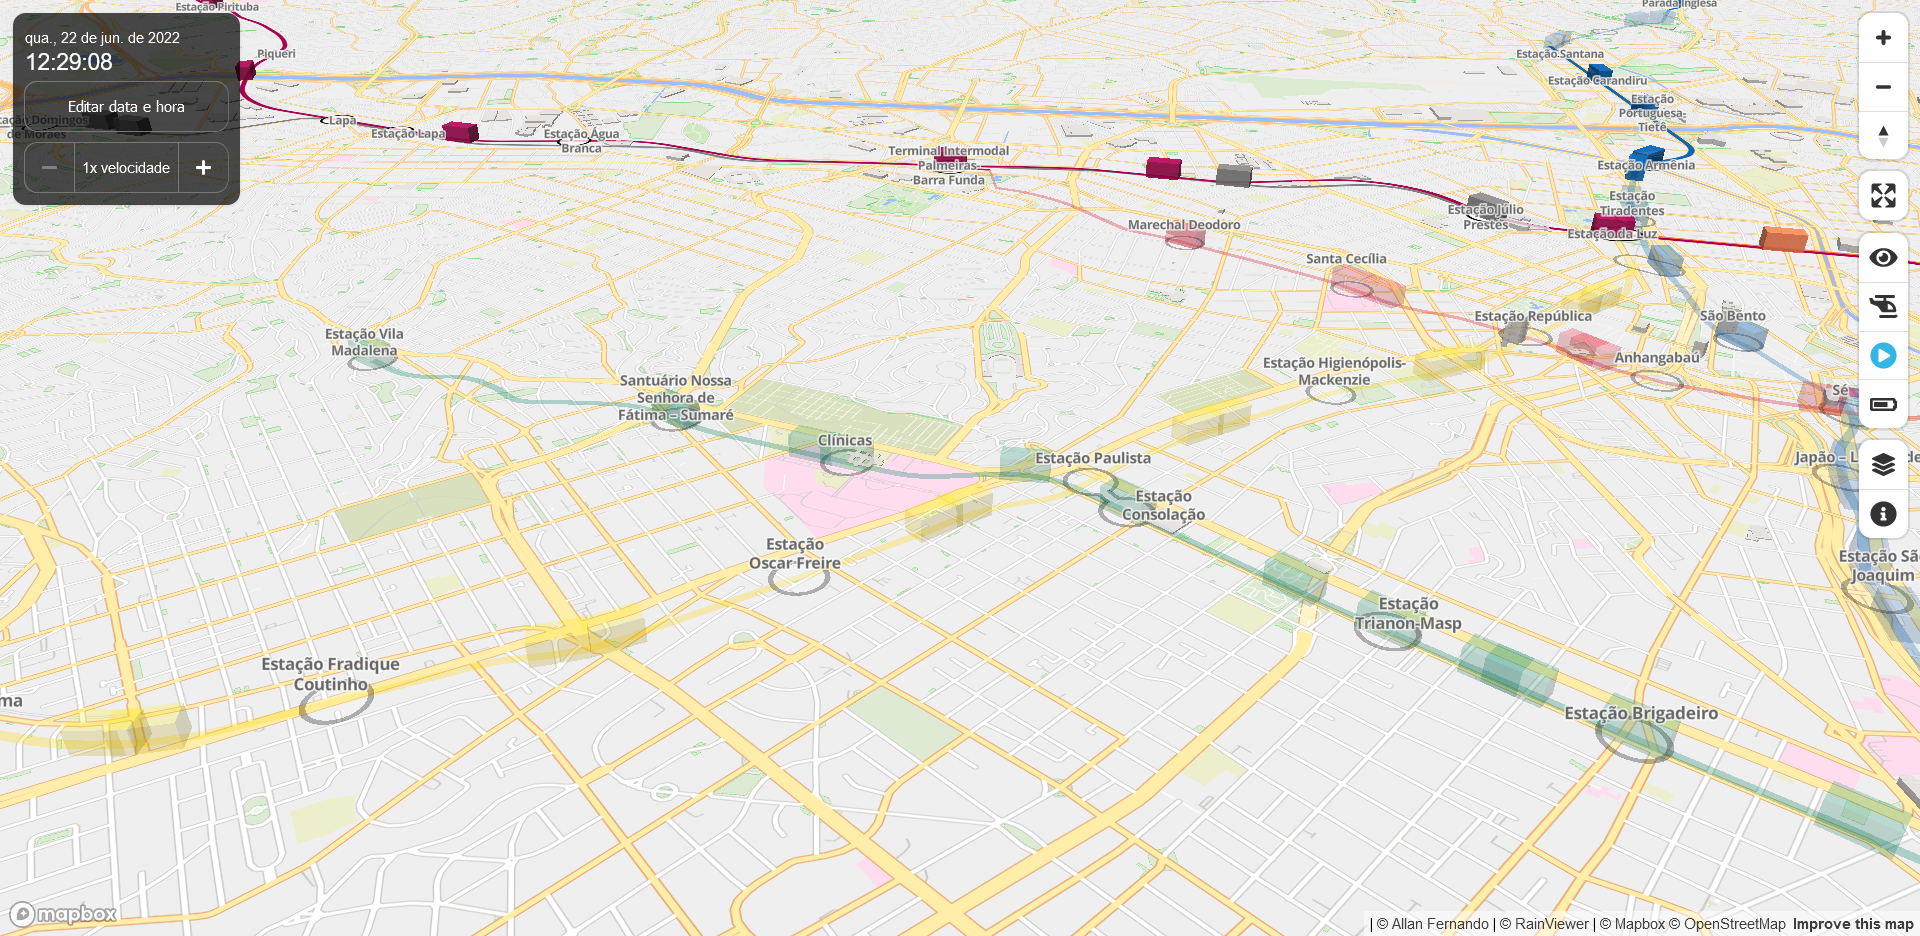 Estação Pirituba
Parada Inglesa
qua., 22 de jun. de 2022
12:29:08
Piqueri
Estação Santana
Estação Carandiru
Editar data e hora
Estação
Portuguesa-
Tietê
Domingos
de Moraes
Lapa
Estação Lapa
Estação Água
Branca
Terminal Intermodal
Palmeiras-
Barra Funda
Estação Armênia
1x velocidade
Estação
Tiradentes
Estação Júlio
Prestes
Marechal Deodoro
Estação da Luz
Santa Cecília
Estação República
São Bento
Estação Vila
Madalena
Anhangabaú
Estação Higienópolis-
Mackenzie
Santuário Nossa
Senhora de
Fátima – Sumaré
Sé
Clínicas
Estação Paulista
Japão – L
de
Estação
Consolação
Estação
Oscar Freire
Estação Sã
Joaquim
Estação
Trianon-Masp
Estação Fradique
Coutinho
ma
Estação Brigadeiro
mapbox
| © Allan Fernando | © RainViewer | © Mapbox © OpenStreetMap Improve this map